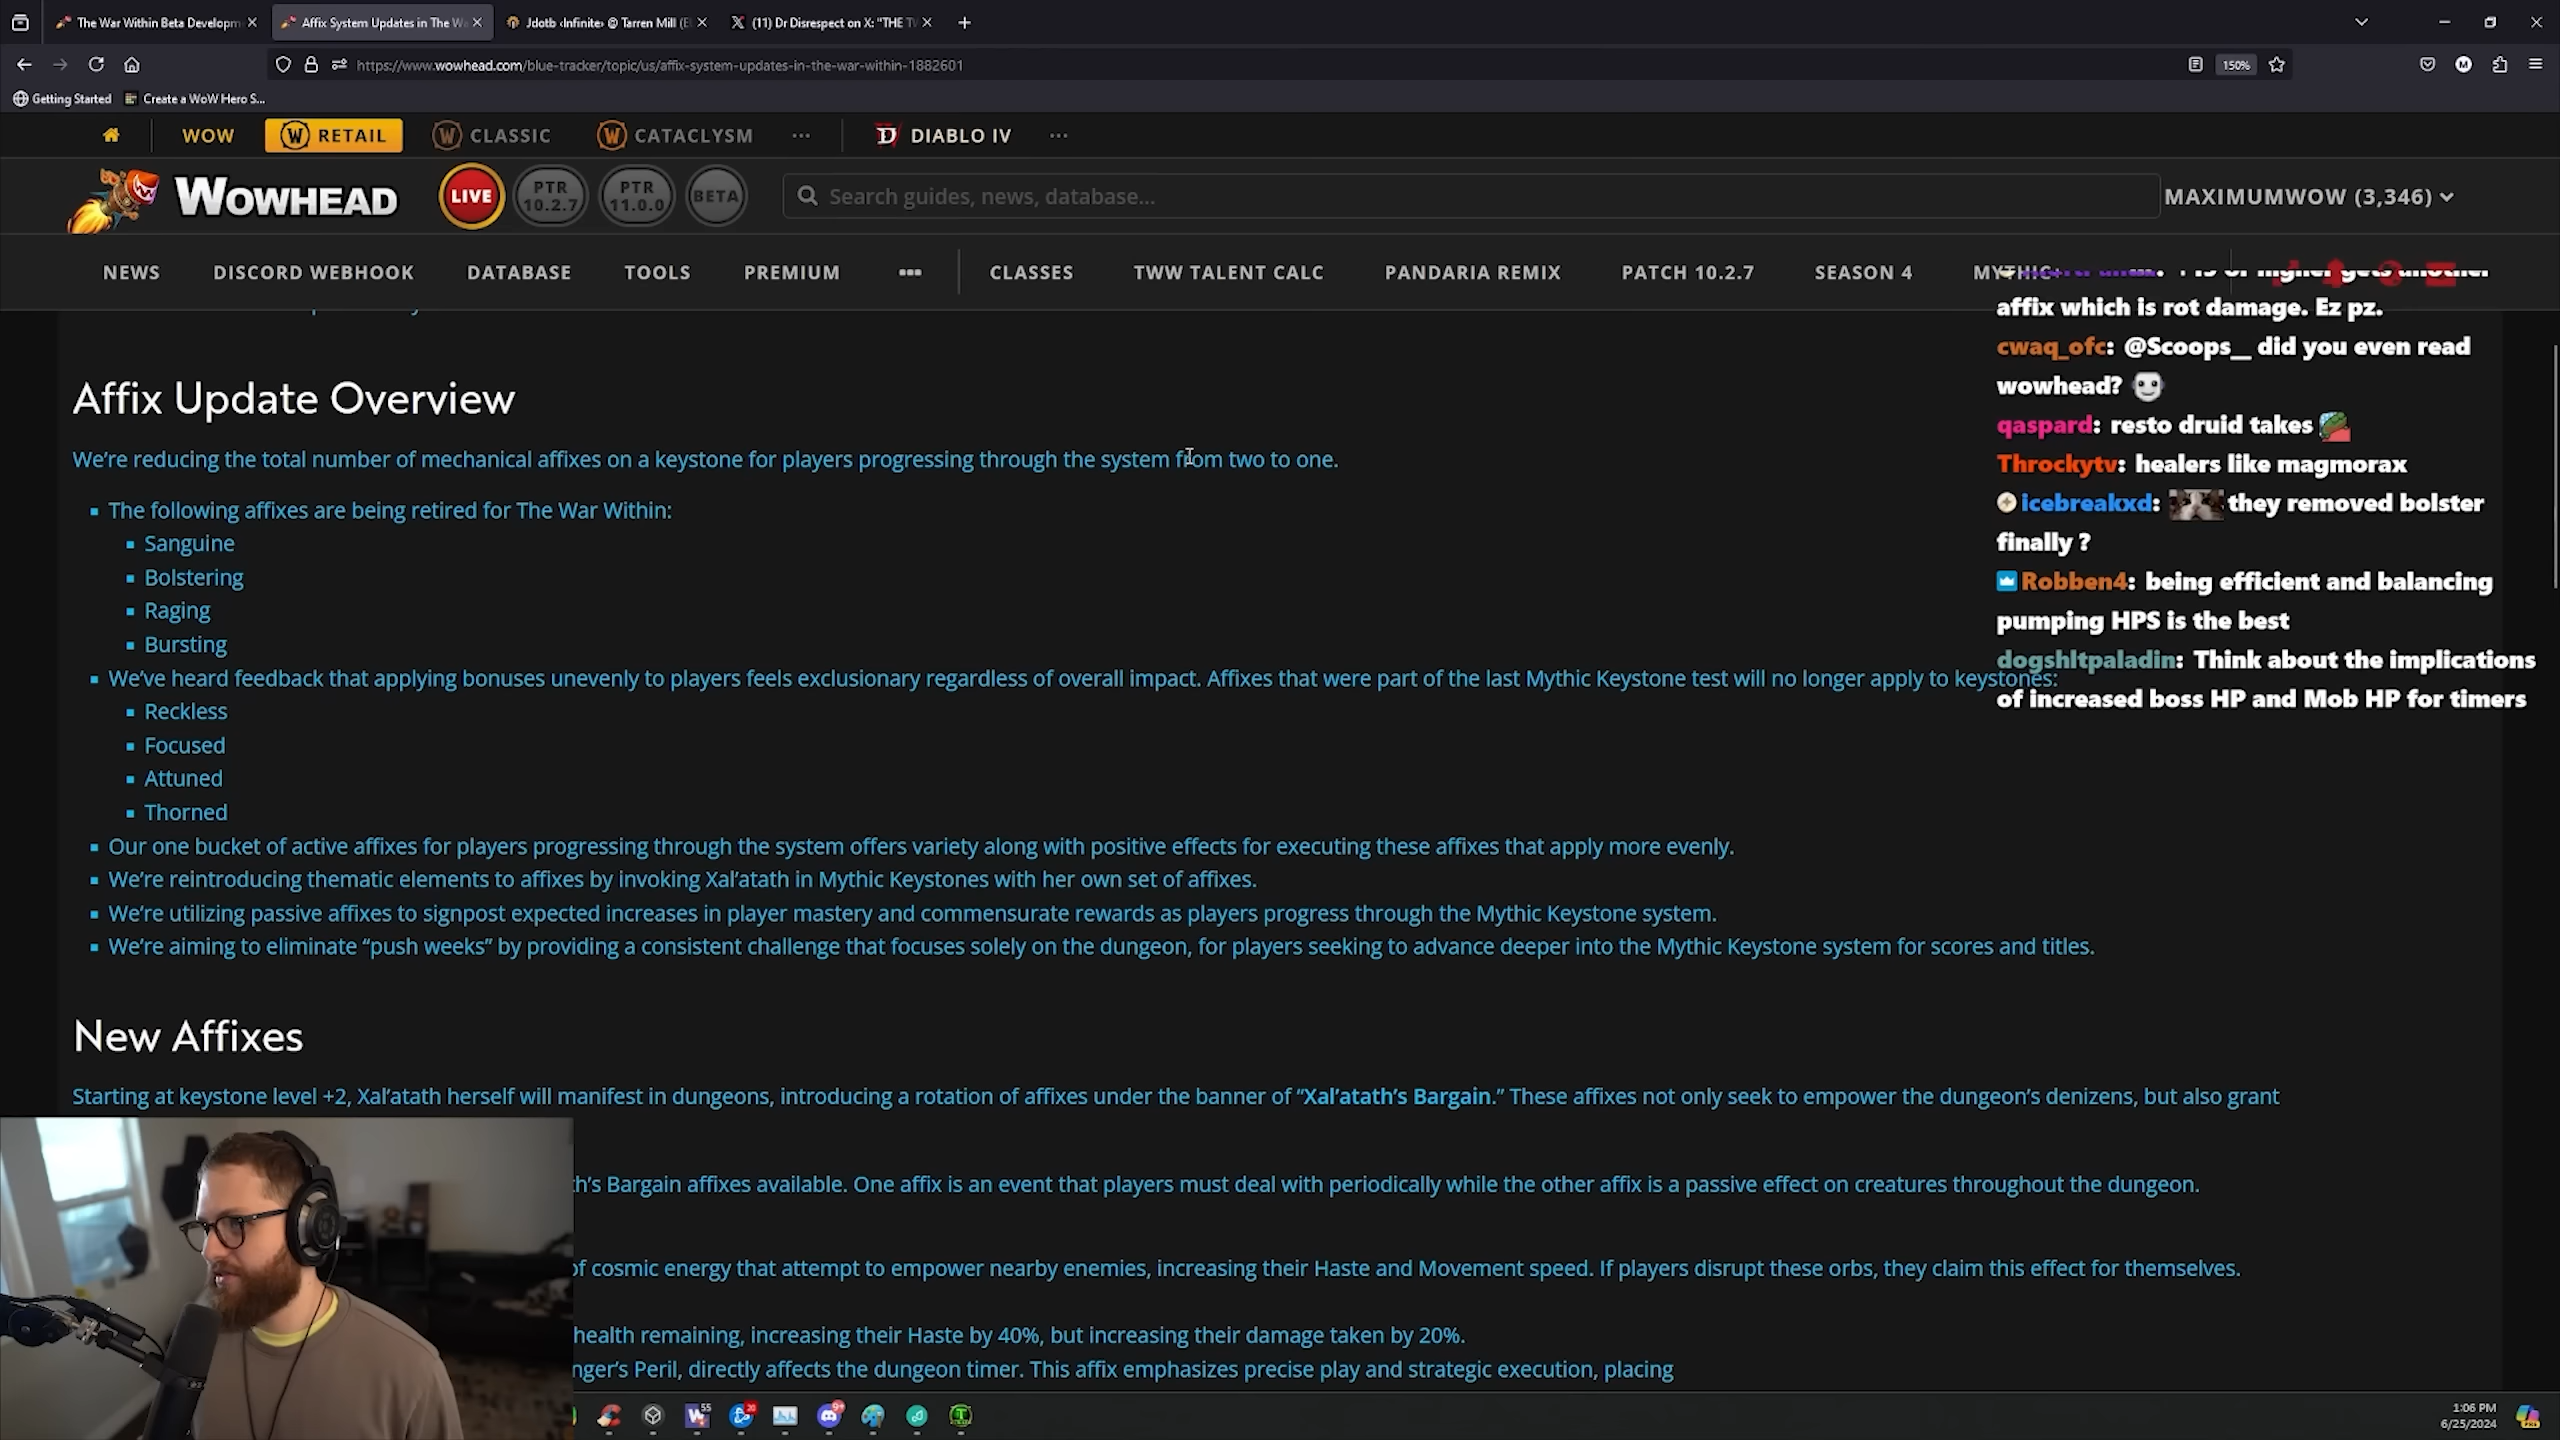 The War Within Beta Developm
Affix System Updates in The Wa
Jdotb ‹Infinite› @ Tarren Mill (E
(11) Dr Disrespect on X: "THE TW
https://www.wowhead.com/blue-tracker/topic/us/affix-system-updates-in-the-war-within-1882601
150%
Getting Started
Create a WoW Hero S...
WOW
RETAIL
CLASSIC
CATACLYSM
DIABLO IV
WOWHEAD
LIVE
PTR 10.2.7
PTR 11.0.0
BETA
Search guides, news, database...
MAXIMUMWOW (3,346)
NEWS
DISCORD WEBHOOK
DATABASE
TOOLS
PREMIUM
CLASSES
TWW TALENT CALC
PANDARIA REMIX
PATCH 10.2.7
SEASON 4
MYTHIC+
affix which is rot damage. Ez pz.
cwaq_ofc: @Scoops__ did you even read
wowhead?
qaspard: resto druid takes
Throckytv: healers like magmorax
icebreakxd: they removed bolster
finally ?
Robben4: being efficient and balancing
pumping HPS is the best
dogshltpaladin: Think about the implications
of increased boss HP and Mob HP for timers
Affix Update Overview
We're reducing the total number of mechanical affixes on a keystone for players progressing through the system from two to one.
The following affixes are being retired for The War Within:
Sanguine
Bolstering
Raging
Bursting
We've heard feedback that applying bonuses unevenly to players feels exclusionary regardless of overall impact. Affixes that were part of the last Mythic Keystone test will no longer apply to keystones:
Reckless
Focused
Attuned
Thorned
Our one bucket of active affixes for players progressing through the system offers variety along with positive effects for executing these affixes that apply more evenly.
We're reintroducing thematic elements to affixes by invoking Xal'atath in Mythic Keystones with her own set of affixes.
We're utilizing passive affixes to signpost expected increases in player mastery and commensurate rewards as players progress through the Mythic Keystone system.
We're aiming to eliminate “push weeks” by providing a consistent challenge that focuses solely on the dungeon, for players seeking to advance deeper into the Mythic Keystone system for scores and titles.
New Affixes
Starting at keystone level +2, Xal'atath herself will manifest in dungeons, introducing a rotation of affixes under the banner of “Xal'atath's Bargain.” These affixes not only seek to empower the dungeon's denizens, but also grant
h's Bargain affixes available. One affix is an event that players must deal with periodically while the other affix is a passive effect on creatures throughout the dungeon.
of cosmic energy that attempt to empower nearby enemies, increasing their Haste and Movement speed. If players disrupt these orbs, they claim this effect for themselves.
health remaining, increasing their Haste by 40%, but increasing their damage taken by 20%.
nger's Peril, directly affects the dungeon timer. This affix emphasizes precise play and strategic execution, placing
1:06 PM
6/25/2024